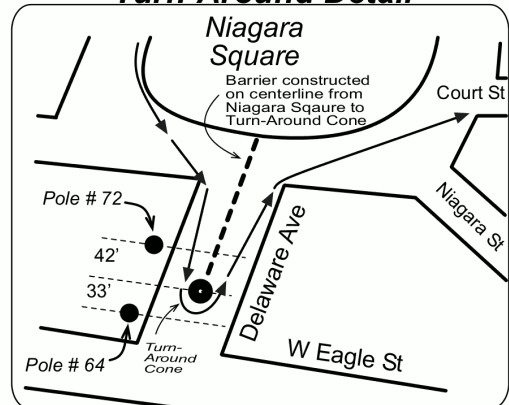 Turn-Around Detail
Niagara
Square
Barrier constructed
on centerline from
Niagara Sqaure to
Turn-Around Cone
Court St
Pole # 72
Niagara St
42'
33'
Delaware Ave
Turn-
Around
Cone
W Eagle St
Pole # 64